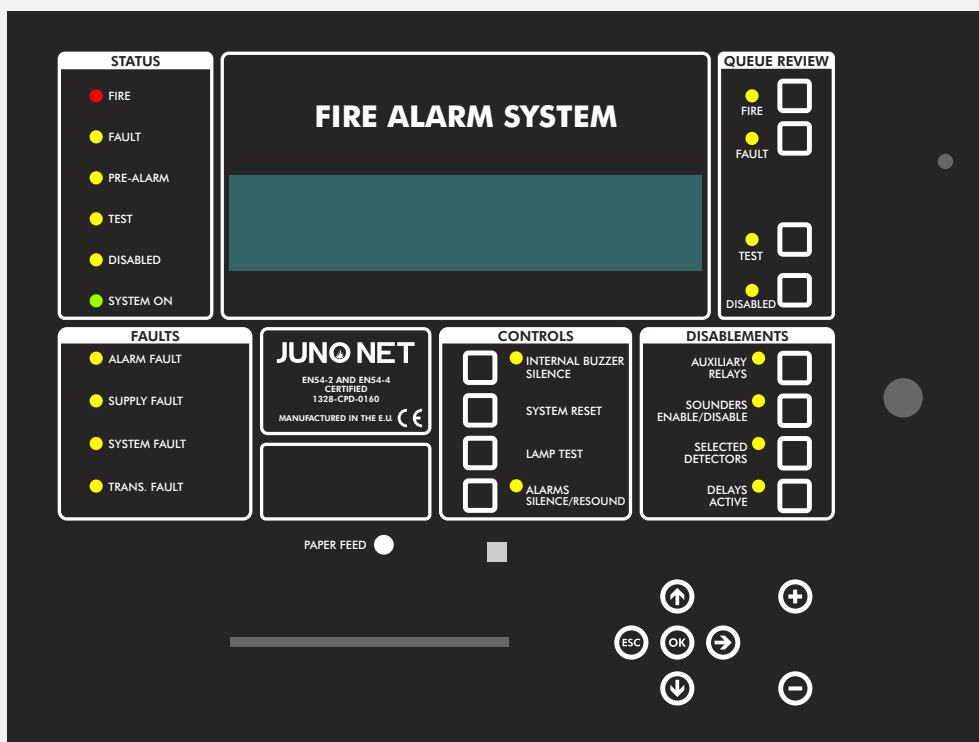 STATUS
FIRE
FAULT
PRE-ALARM
TEST
DISABLED
SYSTEM ON
FIRE ALARM SYSTEM
QUEUE REVIEW
FIRE
FAULT
TEST
DISABLED
FAULTS
ALARM FAULT
SUPPLY FAULT
SYSTEM FAULT
TRANS. FAULT
JUNO NET
EN54-2 AND EN54-4
CERTIFIED
1328-CPD-0160
MANUFACTURED IN THE E.U. CE
CONTROLS
INTERNAL BUZZER
SILENCE
SYSTEM RESET
LAMP TEST
ALARMS
SILENCE/RESOUND
DISABLEMENTS
AUXILIARY
RELAYS
SOUNDERS
ENABLE/DISABLE
SELECTED
DETECTORS
DELAYS
ACTIVE
PAPER FEED
ESC
OK